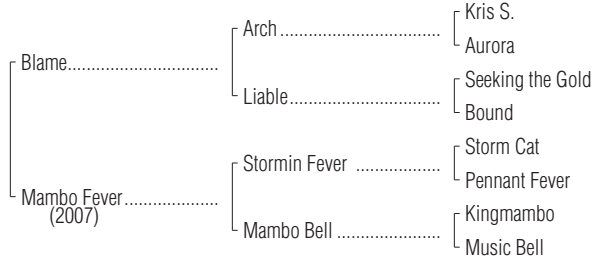 Kris S.
Arch ..............................
Aurora
Blame............................
Seeking the Gold
Liable............................
Bound
Storm Cat
Stormin Fever ................
Pennant Fever
Mambo Fever .................
(2007)
Kingmambo
Mambo Bell ...................
Music Bell